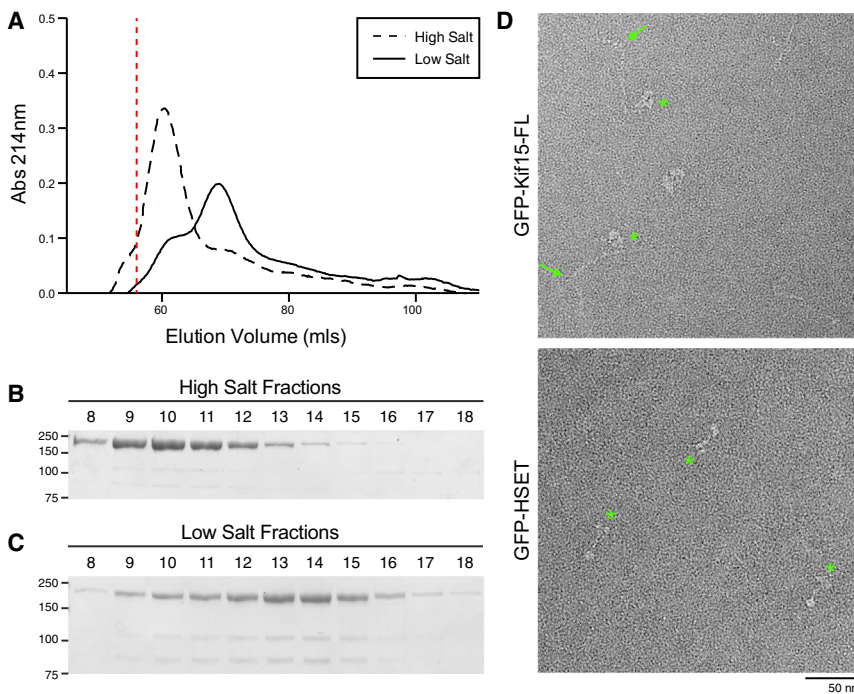 A
0.5
0.4
0.3
0.2
0.1
0.0
Abs 214nm
High Salt
Low Salt
60
80
100
Elution Volume (mls)
B
High Salt Fractions
8 9 10 11 12 13 14 15 16 17 18
250
150
100
75
C
Low Salt Fractions
8 9 10 11 12 13 14 15 16 17 18
250
150
100
75
D
GFP-Kif15-FL
* *
GFP-HSET
* * *
50 nm